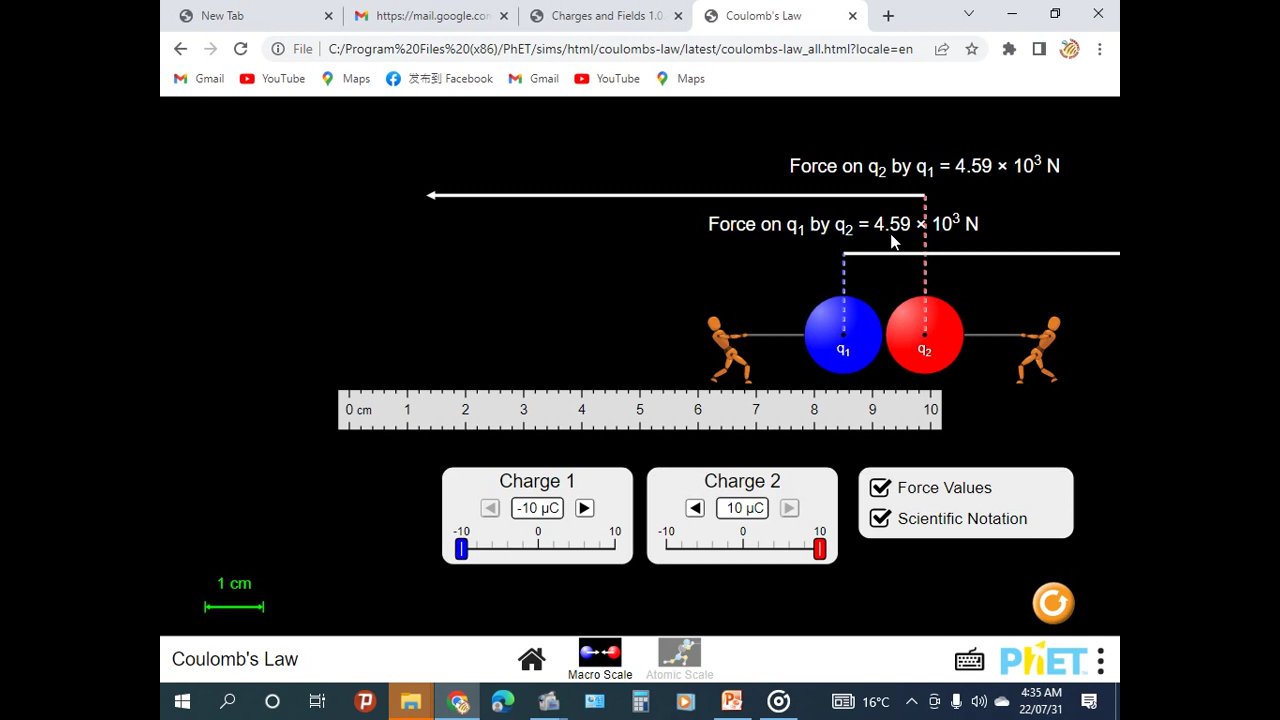 New Tab
https://mail.google.com
Charges and Fields 1.0.
Coulomb's Law
File
C:/Program%20Files%20(x86)/PhET/sims/html/coulombs-law/latest/coulombs-law_all.html?locale=en
Gmail YouTube Maps 发布到 Facebook Gmail YouTube Maps
Force on q₂ by q₁ = 4.59 × 10³ N
Force on q₁ by q₂ = 4.59 × 10³ N
q₁ q₂
0 cm 1 2 3 4 5 6 7 8 9 10
Charge 1
-10 µC
-10 0 10
Charge 2
10 µC
-10 0 10
Force Values
Scientific Notation
1 cm
Coulomb's Law
Macro Scale
Atomic Scale
PhET
16°C
4:35 AM
22/07/31